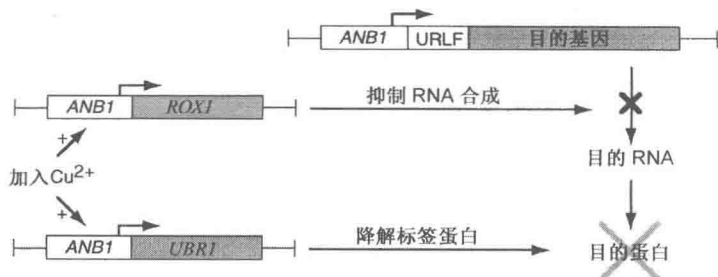 ANB1 URLF 目的基因
ANB1 ROX1 抑制 RNA 合成
目的 RNA
加入Cu²⁺
ANB1 UBR1 降解标签蛋白 目的蛋白
+
+